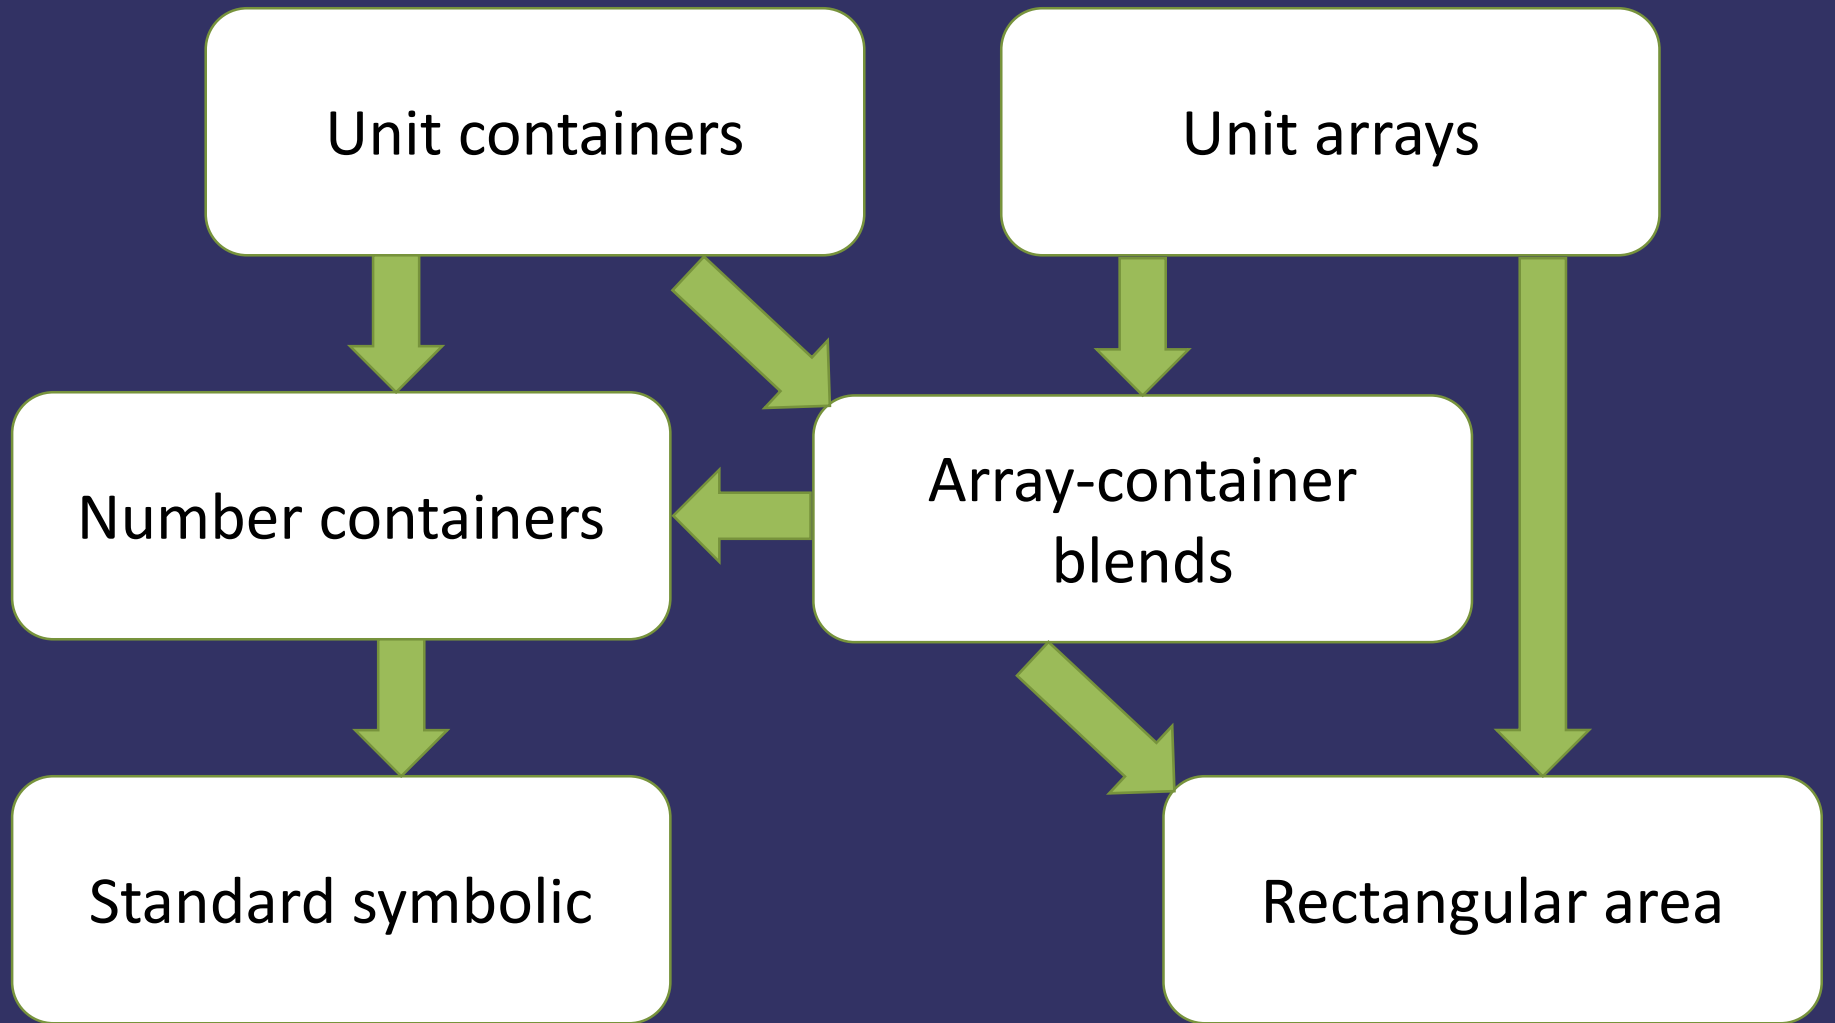 Unit containers
Unit arrays
Number containers
Array-container
blends
Standard symbolic
Rectangular area